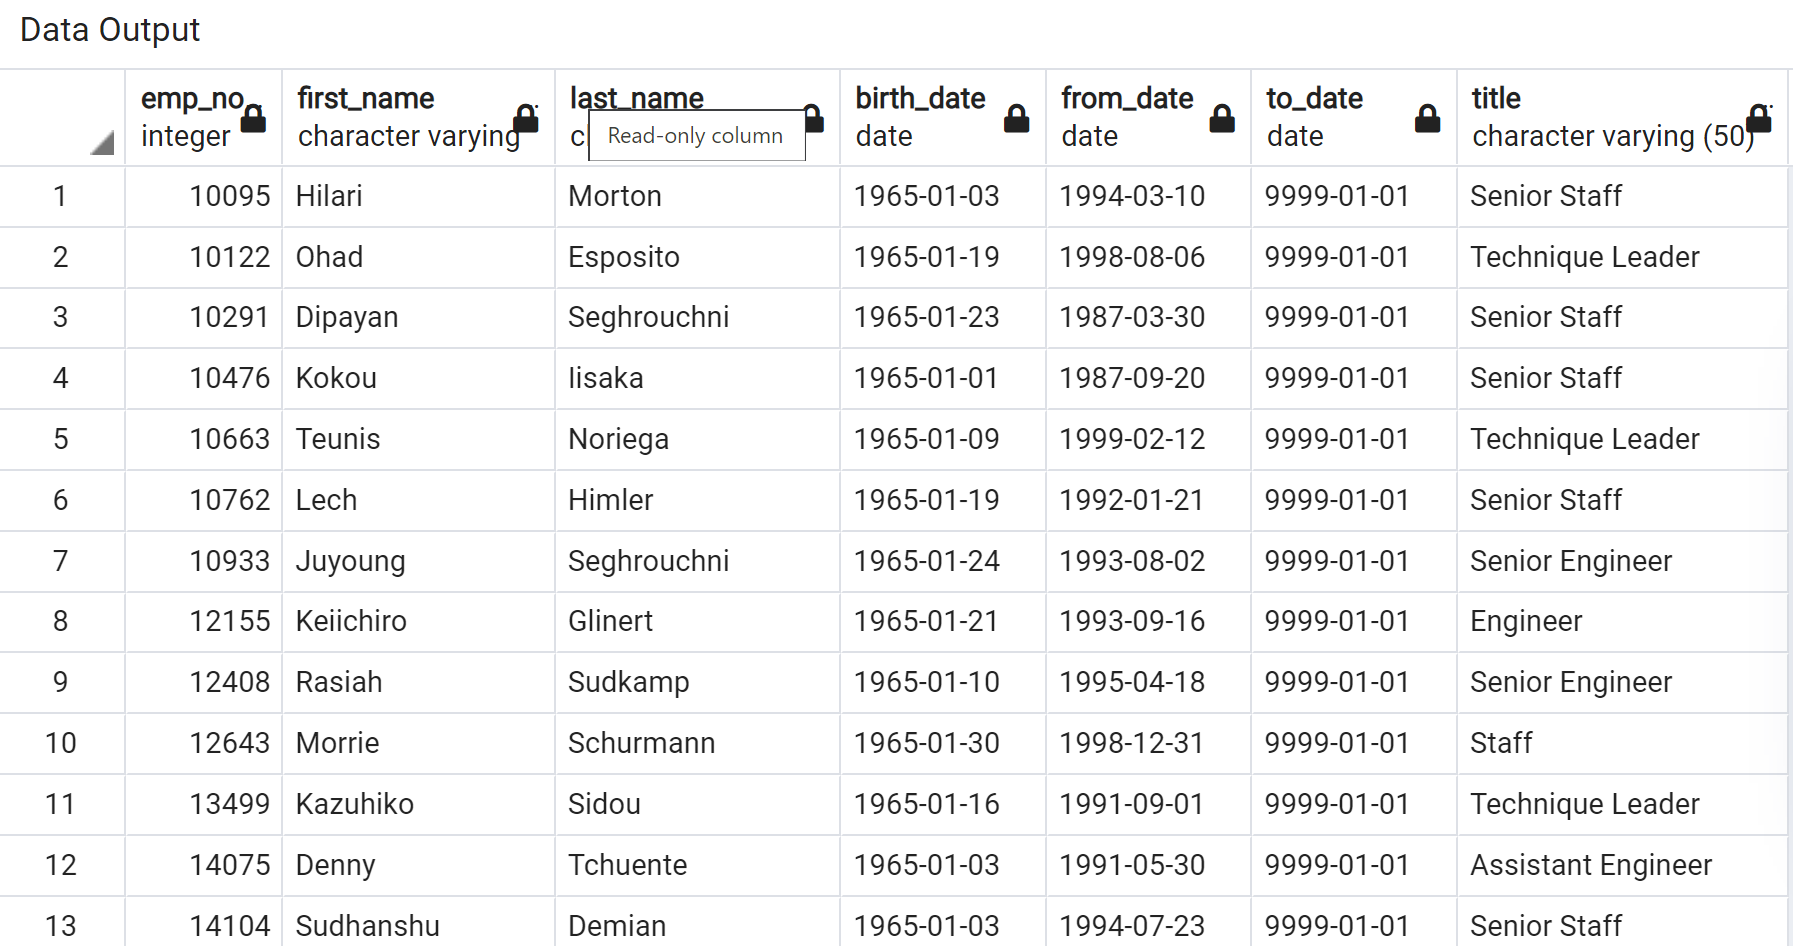 Data Output
emp_no first_name last_name birth_date from_date to_date title
integer character varying c Read-only column date date date character varying (50)
1 10095 Hilari Morton 1965-01-03 1994-03-10 9999-01-01 Senior Staff
2 10122 Ohad Esposito 1965-01-19 1998-08-06 9999-01-01 Technique Leader
3 10291 Dipayan Seghrouchni 1965-01-23 1987-03-30 9999-01-01 Senior Staff
4 10476 Kokou Iisaka 1965-01-01 1987-09-20 9999-01-01 Senior Staff
5 10663 Teunis Noriega 1965-01-09 1999-02-12 9999-01-01 Technique Leader
6 10762 Lech Himler 1965-01-19 1992-01-21 9999-01-01 Senior Staff
7 10933 Juyoung Seghrouchni 1965-01-24 1993-08-02 9999-01-01 Senior Engineer
8 12155 Keiichiro Glinert 1965-01-21 1993-09-16 9999-01-01 Engineer
9 12408 Rasiah Sudkamp 1965-01-10 1995-04-18 9999-01-01 Senior Engineer
10 12643 Morrie Schurmann 1965-01-30 1998-12-31 9999-01-01 Staff
11 13499 Kazuhiko Sidou 1965-01-16 1991-09-01 9999-01-01 Technique Leader
12 14075 Denny Tchuente 1965-01-03 1991-05-30 9999-01-01 Assistant Engineer
13 14104 Sudhanshu Demian 1965-01-03 1994-07-23 9999-01-01 Senior Staff